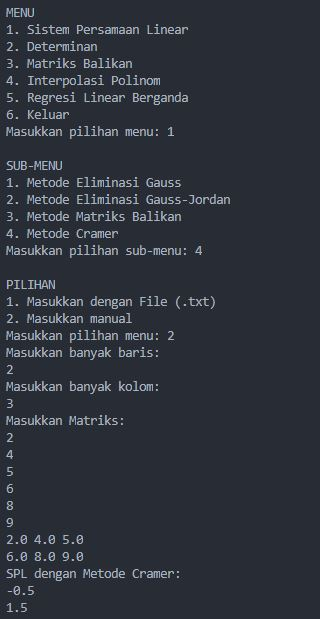 MENU
1. Sistem Persamaan Linear
2. Determinan
3. Matriks Balikan
4. Interpolasi Polinom
5. Regresi Linear Berganda
6. Keluar
Masukkan pilihan menu: 1
SUB-MENU
1. Metode Eliminasi Gauss
2. Metode Eliminasi Gauss-Jordan
3. Metode Matriks Balikan
4. Metode Cramer
Masukkan pilihan sub-menu: 4
PILIHAN
1. Masukkan dengan File (.txt)
2. Masukkan manual
Masukkan pilihan menu: 2
Masukkan banyak baris:
2
Masukkan banyak kolom:
3
Masukkan Matriks:
2
4
5
6
8
9
2.0 4.0 5.0
6.0 8.0 9.0
SPL dengan Metode Cramer:
-0.5
1.5